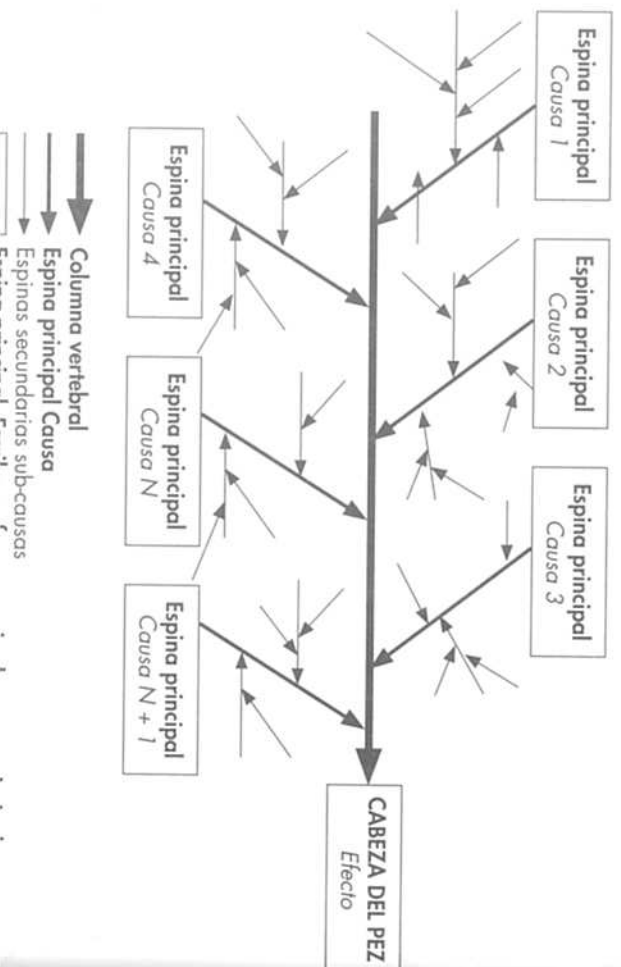 Espina principal
Causa 1
Espina principal
Causa 2
Espina principal
Causa 3
CABEZA DEL PEZ
Efecto
Espina principal
Causa 4
Espina principal
Causa N
Espina principal
Causa N + 1
Columna vertebral
Espina principal Causa
Espinas secundarias sub-causas